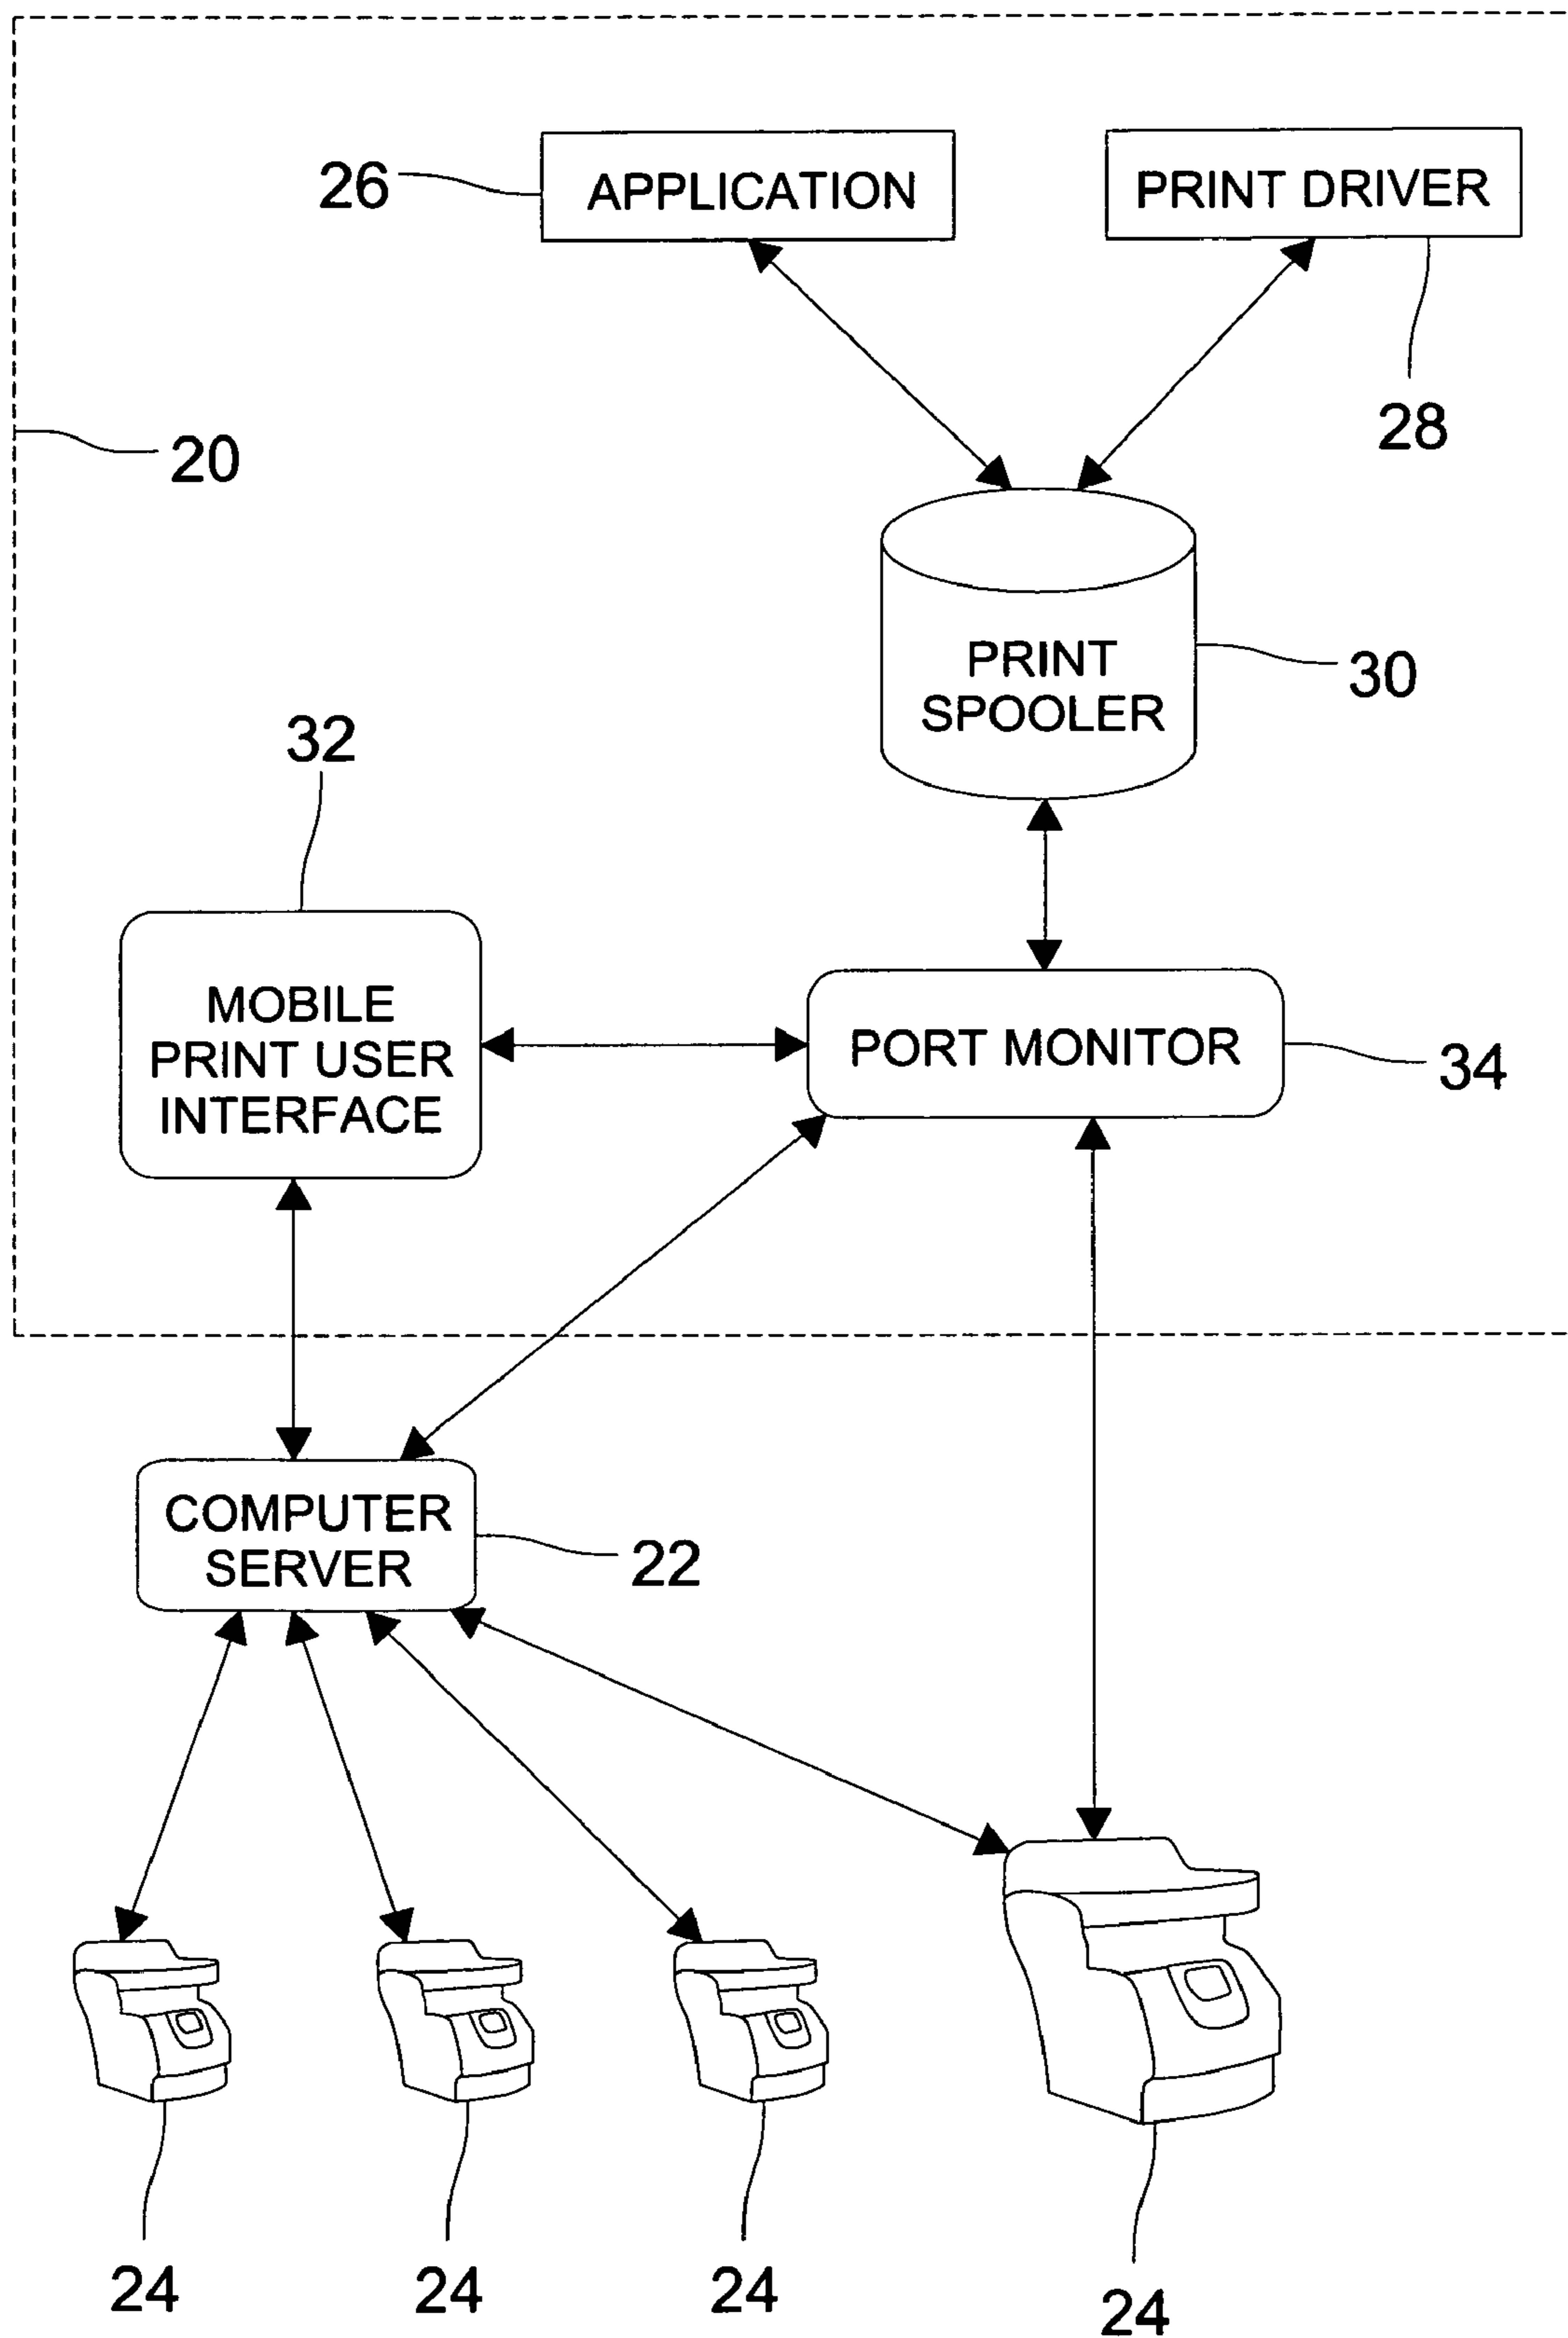 26
APPLICATION
PRINT DRIVER
28
20
PRINT
SPOOLER
30
32
MOBILE
PRINT USER
INTERFACE
PORT MONITOR
34
COMPUTER
SERVER
22
24
24
24
24